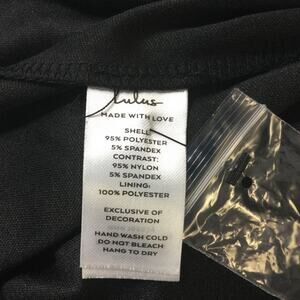 Lulus
MADE WITH LOVE
SHELL:
95% POLYESTER
5% SPANDEX
CONTRAST:
95% NYLON
5% SPANDEX
LINING:
100% POLYESTER
EXCLUSIVE OF
DECORATION
HAND WASH COLD
DO NOT BLEACH
HANG TO DRY